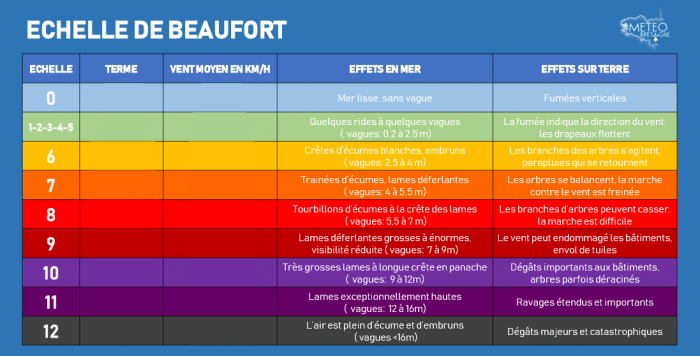 ECHELLE DE BEAUFORT
METEO
BRETAGNE
ECHELLE TERME VENT MOYEN EN KM/H EFFETS EN MER EFFETS SUR TERRE
0 Mer lisse, sans vague Fumées verticales
1-2-3-4-5 Quelques rides à quelques vagues
( vagues: 0.2 à 2.5 m)
La fumée indique la direction du vent,
les drapeaux flottent
6 Crêtes d'écumes blanches, embruns
( vagues: 2,5 à 4 m)
Les branches des arbres s'agitent,
parapluies qui se retournent
7 Trainées d'écumes, lames déferlantes
( vagues: 4 à 5,5 m)
Les arbres se balancent, la marche
contre le vent est freinée
8 Tourbillons d'écumes à la crête des lames
( vagues: 5,5 à 7 m)
Les branches d'arbres peuvent casser,
la marche est difficile
9 Lames déferlantes grosses à énormes,
visibilité réduite ( vagues: 7 à 9m)
Le vent peut endommagé les bâtiments,
envol de tuiles
10 Très grosses lames à longue crête en panache
( vagues: 9 à 12m)
Dégâts importants aux bâtiments,
arbres parfois déracinés
11 Lames exceptionnellement hautes
( vagues: 12 à 16m)
Ravages étendus et importants
12 L'air est plein d'écume et d'embruns
(vagues <16m)
Dégâts majeurs et catastrophiques